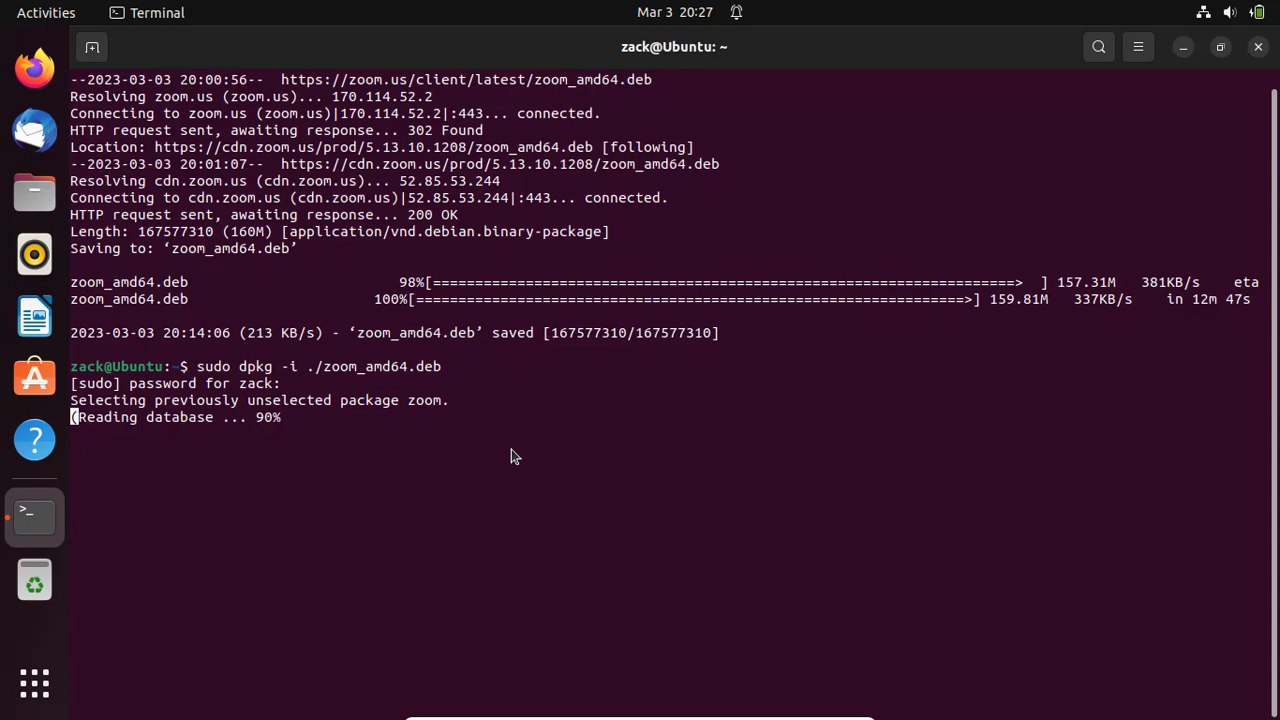 Activities Terminal Mar 3 20:27
zack@Ubuntu: ~
--2023-03-03 20:00:56-- https://zoom.us/client/latest/zoom_amd64.deb
Resolving zoom.us (zoom.us)... 170.114.52.2
Connecting to zoom.us (zoom.us)|170.114.52.2|:443... connected.
HTTP request sent, awaiting response... 302 Found
Location: https://cdn.zoom.us/prod/5.13.10.1208/zoom_amd64.deb [following]
--2023-03-03 20:01:07-- https://cdn.zoom.us/prod/5.13.10.1208/zoom_amd64.deb
Resolving cdn.zoom.us (cdn.zoom.us)... 52.85.53.244
Connecting to cdn.zoom.us (cdn.zoom.us)|52.85.53.244|:443... connected.
HTTP request sent, awaiting response... 200 OK
Length: 167577310 (160M) [application/vnd.debian.binary-package]
Saving to: ‘zoom_amd64.deb’
zoom_amd64.deb 98%[=====================================================================> ] 157.31M 381KB/s eta
zoom_amd64.deb 100%[=================================================================>] 159.81M 337KB/s in 12m 47s
2023-03-03 20:14:06 (213 KB/s) - ‘zoom_amd64.deb’ saved [167577310/167577310]
zack@Ubuntu:~$ sudo dpkg -i ./zoom_amd64.deb
[sudo] password for zack:
Selecting previously unselected package zoom.
(Reading database ... 90%